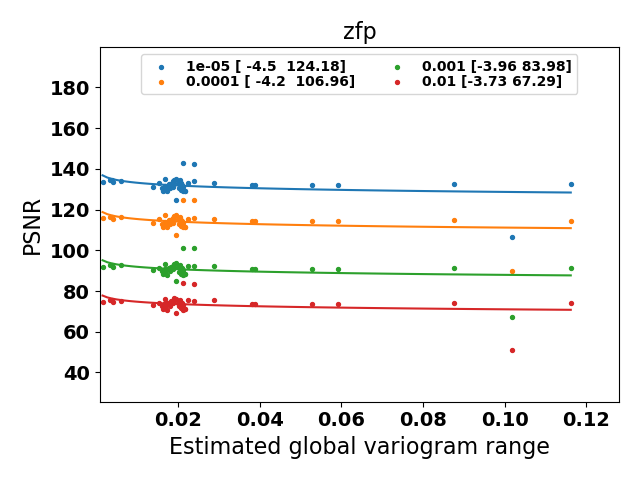 zfp
1e-05 [ -4.5  124.18]
0.0001 [ -4.2  106.96]
0.001 [-3.96 83.98]
0.01 [-3.73 67.29]
PSNR
180
160
140
120
100
80
60
40
0.02 0.04 0.06 0.08 0.10 0.12
Estimated global variogram range